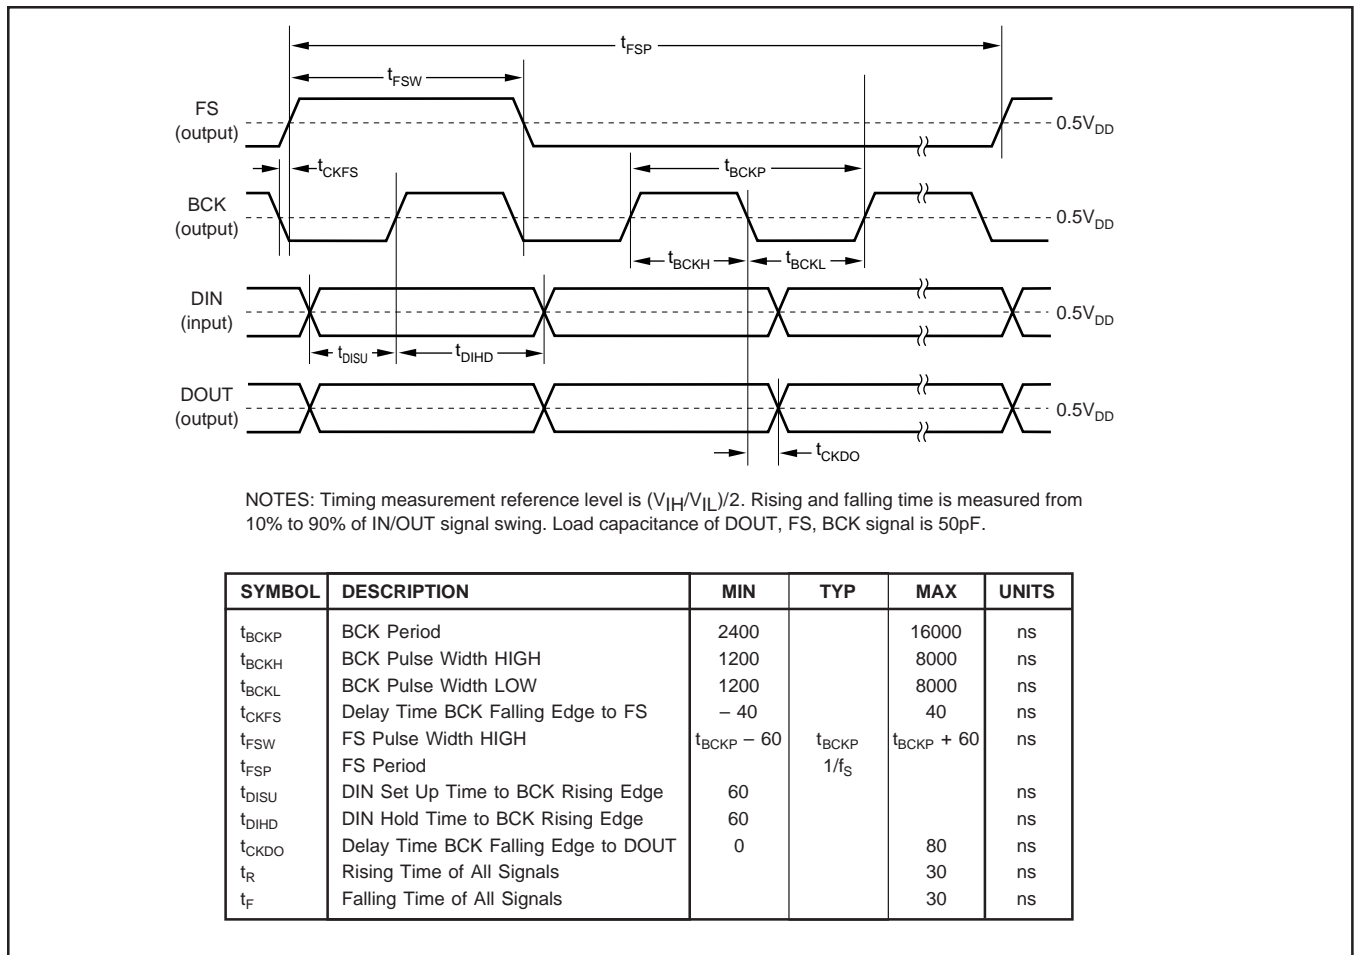 tFSP
tFSW
FS
(output)
0.5VDD
tCKFS
tBCKP
BCK
(output)
0.5VDD
tBCKH
tBCKL
DIN
(input)
0.5VDD
tDISU
tDIHD
DOUT
(output)
0.5VDD
tCKDO
NOTES: Timing measurement reference level is (VIH/VIL)/2. Rising and falling time is measured from
10% to 90% of IN/OUT signal swing. Load capacitance of DOUT, FS, BCK signal is 50pF.
SYMBOL DESCRIPTION MIN TYP MAX UNITS
tBCKP BCK Period 2400 16000 ns
tBCKH BCK Pulse Width HIGH 1200 8000 ns
tBCKL BCK Pulse Width LOW 1200 8000 ns
tCKFS Delay Time BCK Falling Edge to FS – 40 40 ns
tFSW FS Pulse Width HIGH tBCKP – 60 tBCKP tBCKP + 60 ns
tFSP FS Period 1/fS
tDISU DIN Set Up Time to BCK Rising Edge 60 ns
tDIHD DIN Hold Time to BCK Rising Edge 60 ns
tCKDO Delay Time BCK Falling Edge to DOUT 0 80 ns
tR Rising Time of All Signals 30 ns
tF Falling Time of All Signals 30 ns